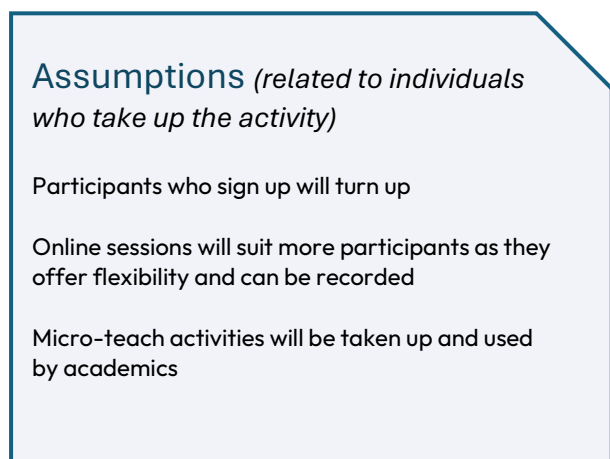 Assumptions (related to individuals
who take up the activity)
Participants who sign up will turn up
Online sessions will suit more participants as they
offer flexibility and can be recorded
Micro-teach activities will be taken up and used
by academics